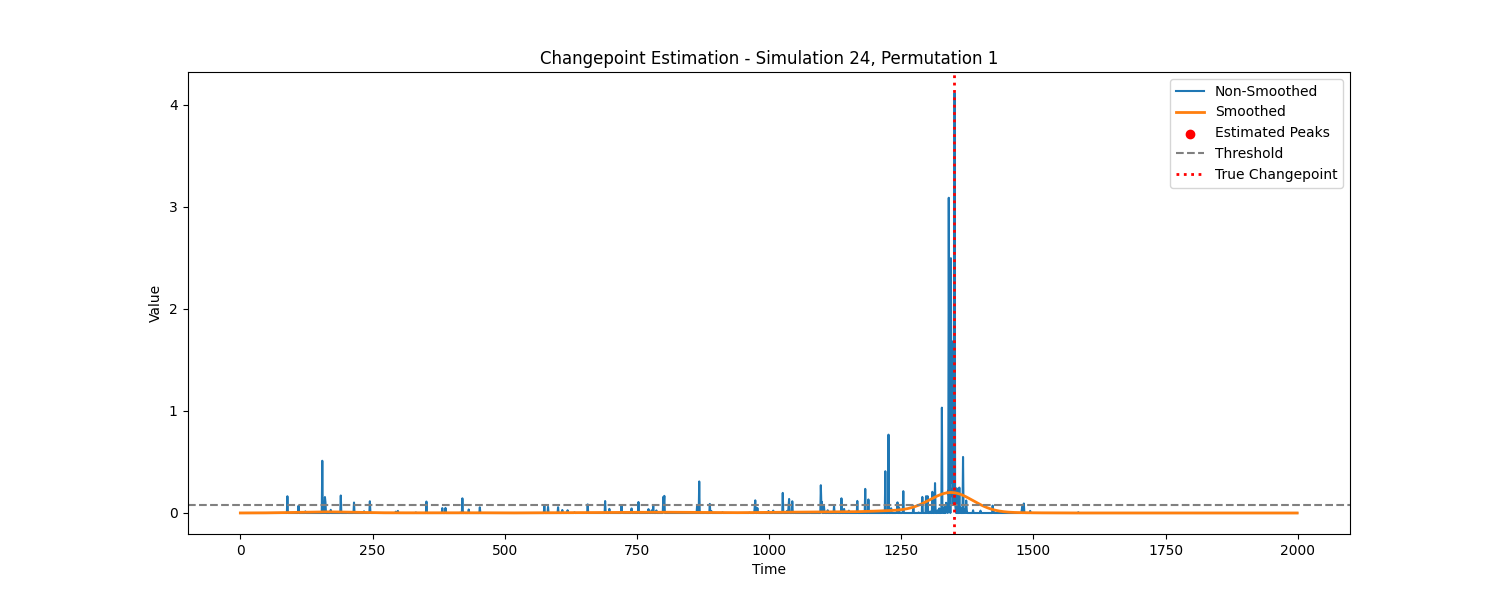 Changepoint Estimation - Simulation 24, Permutation 1
Non-Smoothed
Smoothed
Estimated Peaks
Threshold
True Changepoint
Value
4
3
2
1
0
0 250 500 750 1000 1250 1500 1750 2000
Time